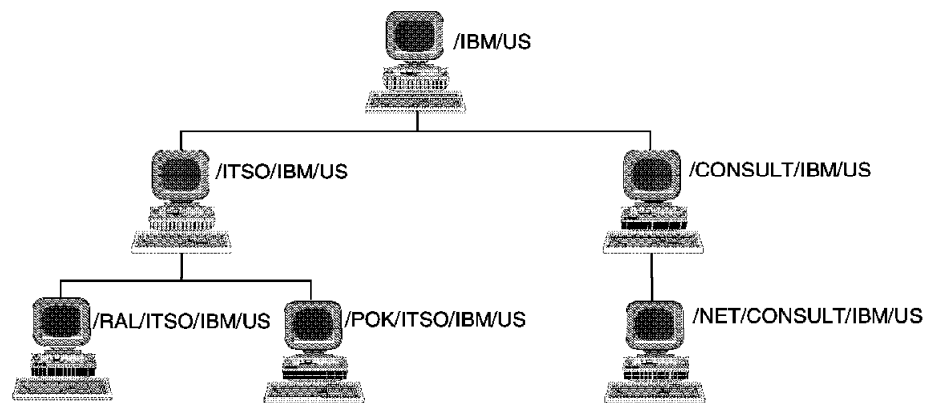 /IBM/US
/ITSO/IBM/US
/CONSULT/IBM/US
/RAL/ITSO/IBM/US
/POK/ITSO/IBM/US
/NET/CONSULT/IBM/US